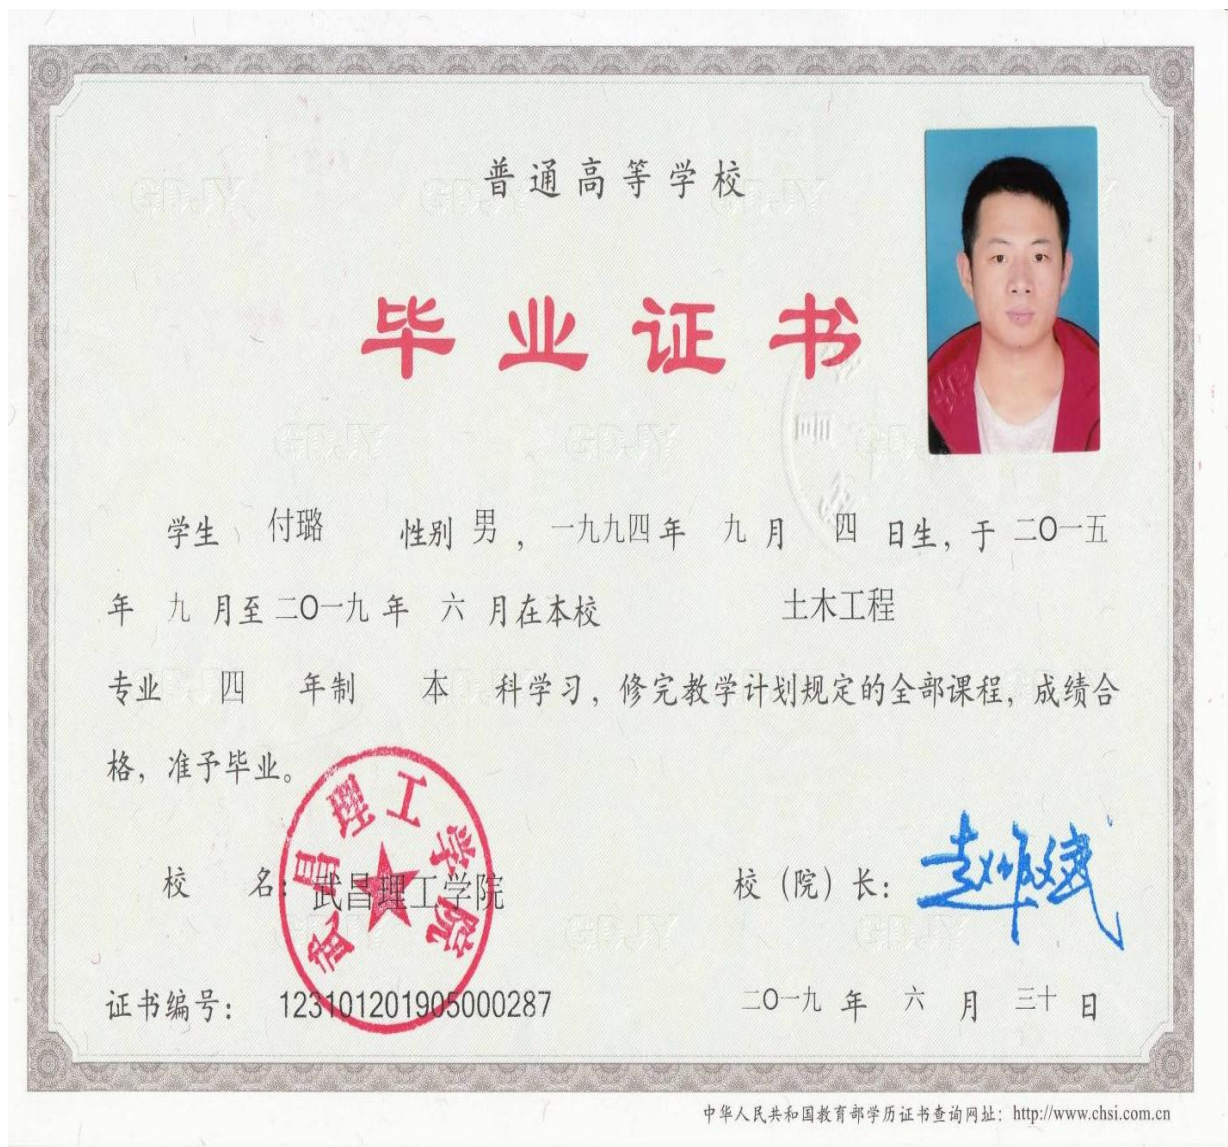 普通高等学校
毕业证书
学生 付璐 性别 男 ，一九九四年 九 月 四 日生，于 二〇一五
年 九 月至 二〇一九 年 六 月在本校 土木工程
专业 四 年制 本 科学习，修完教学计划规定的全部课程，成绩合
格，准予毕业。
武昌理工学院
校 名：武昌理工学院 校（院）长：
证书编号： 123101201905000287 二〇一九 年 六 月 三十 日
中华人民共和国教育部学历证书查询网址：http://www.chsi.com.cn